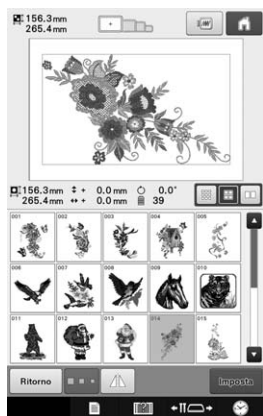 156.3mm
265.4mm
156.3mm + 0.0mm 0.0°
265.4mm + 0.0mm 39
001 002 003 004 005
006 007 008 009 010
011 012 013 014 015
Ritorno Imposta